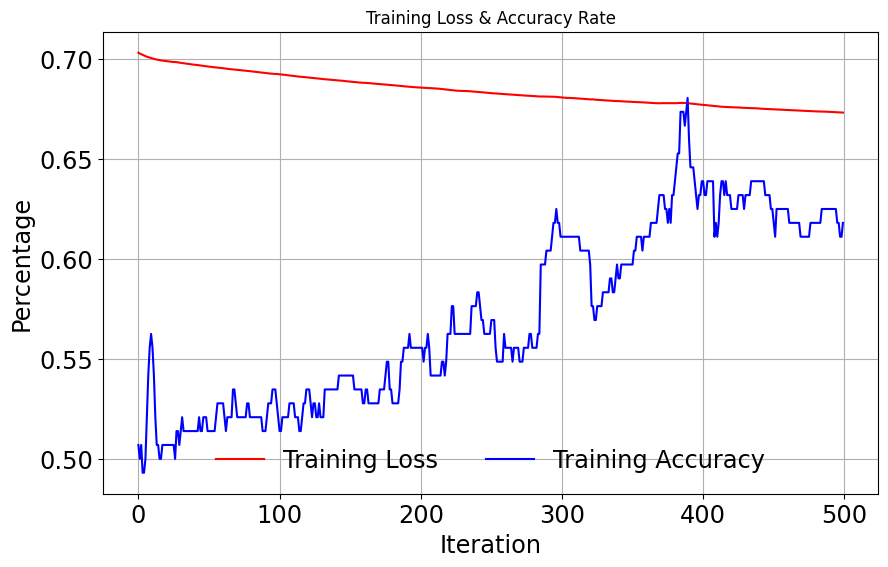 Training Loss & Accuracy Rate
Percentage
0.70
0.65
0.60
0.55
0.50
Training Loss Training Accuracy
0 100 200 300 400 500
Iteration